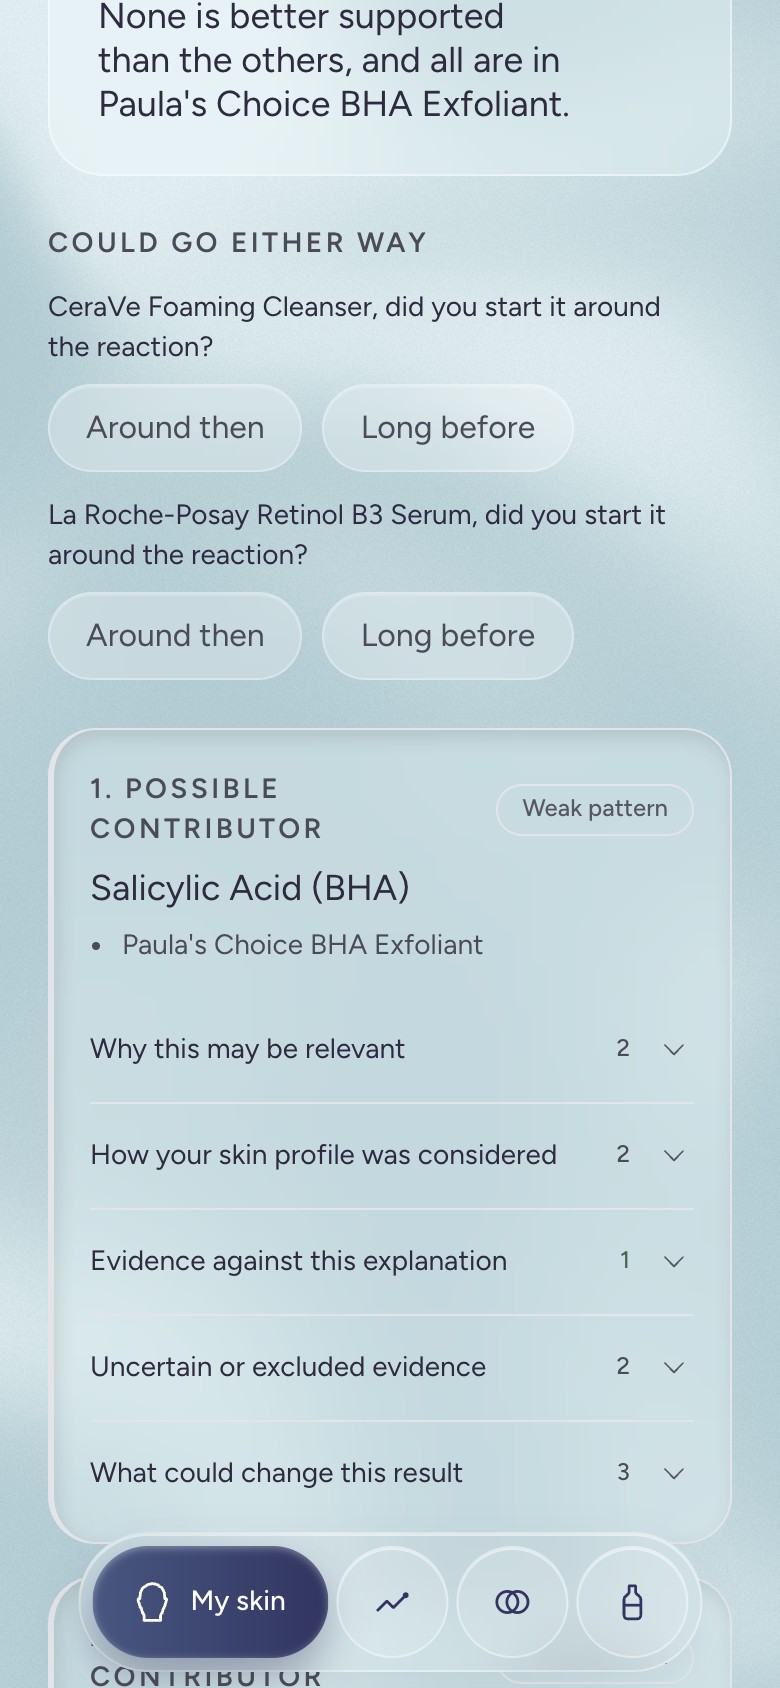 None is better supported
than the others, and all are in
Paula's Choice BHA Exfoliant.
COULD GO EITHER WAY
CeraVe Foaming Cleanser, did you start it around
the reaction?
Around then
Long before
La Roche-Posay Retinol B3 Serum, did you start it
around the reaction?
Around then
Long before
1. POSSIBLE
CONTRIBUTOR
Weak pattern
Salicylic Acid (BHA)
• Paula's Choice BHA Exfoliant
Why this may be relevant 2
How your skin profile was considered 2
Evidence against this explanation 1
Uncertain or excluded evidence 2
What could change this result 3
My skin
CONTRIBUTOR